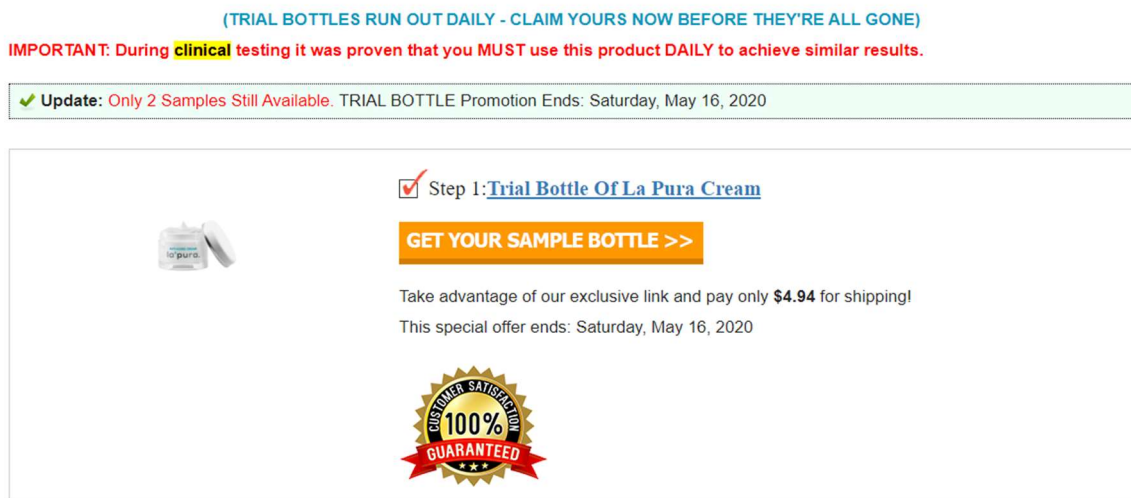 (TRIAL BOTTLES RUN OUT DAILY - CLAIM YOURS NOW BEFORE THEY'RE ALL GONE)
IMPORTANT: During clinical testing it was proven that you MUST use this product DAILY to achieve similar results.
Update: Only 2 Samples Still Available. TRIAL BOTTLE Promotion Ends: Saturday, May 16, 2020
Step 1:Trial Bottle Of La Pura Cream
GET YOUR SAMPLE BOTTLE >>
la'pura.
Take advantage of our exclusive link and pay only $4.94 for shipping!
This special offer ends: Saturday, May 16, 2020
CUSTOMER SATISFACTION
100%
GUARANTEED